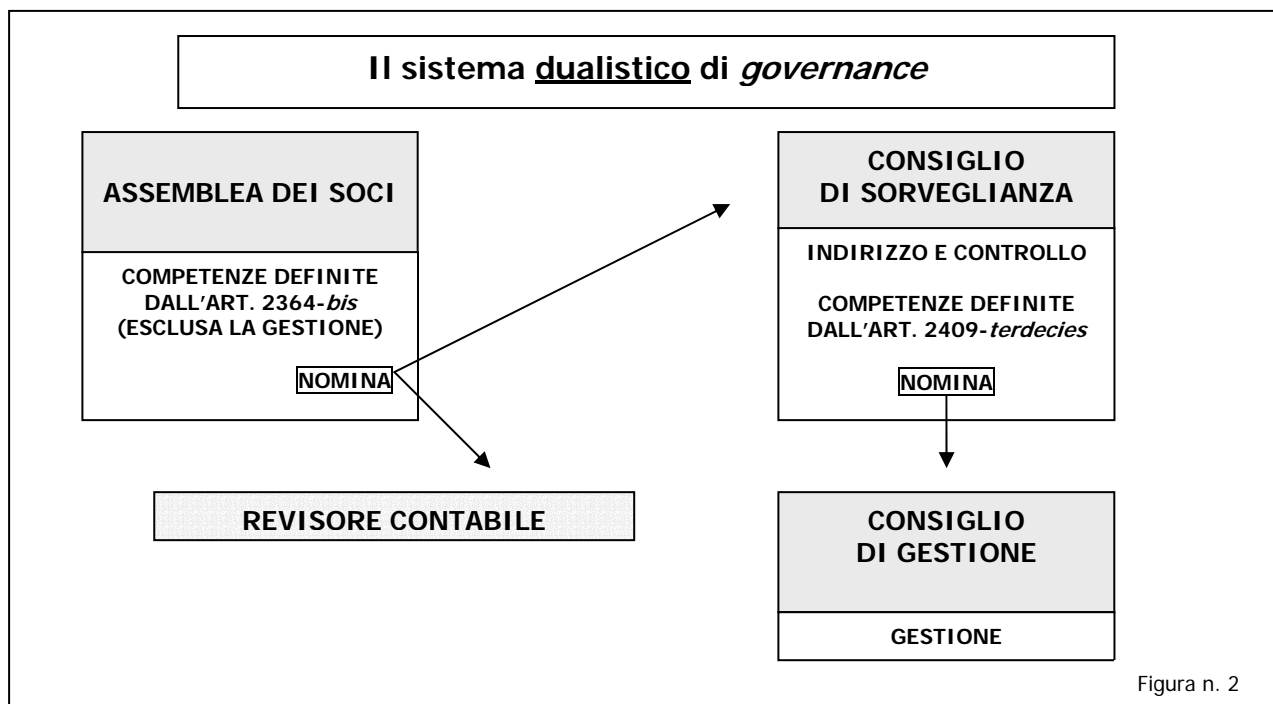 Il sistema dualistico di governance
ASSEMBLEA DEI SOCI
COMPETENZE DEFINITE
DALL'ART. 2364-bis
(ESCLUSA LA GESTIONE)
NOMINA
CONSIGLIO
DI SORVEGLIANZA
INDIRIZZO E CONTROLLO
COMPETENZE DEFINITE
DALL'ART. 2409-terdecies
NOMINA
REVISORE CONTABILE
CONSIGLIO
DI GESTIONE
GESTIONE
Figura n. 2